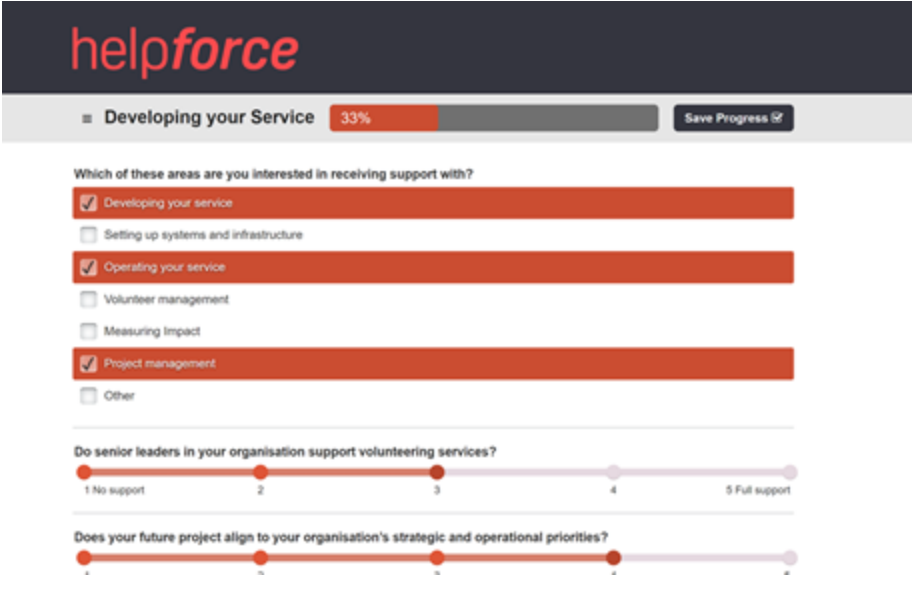 helpforce
≡ Developing your Service 33% Save Progress
Which of these areas are you interested in receiving support with?
Developing your service
Setting up systems and infrastructure
Operating your service
Volunteer management
Measuring Impact
Project management
Other
Do senior leaders in your organisation support volunteering services?
1 No support 2 3 4 5 Full support
Does your future project align to your organisation's strategic and operational priorities?